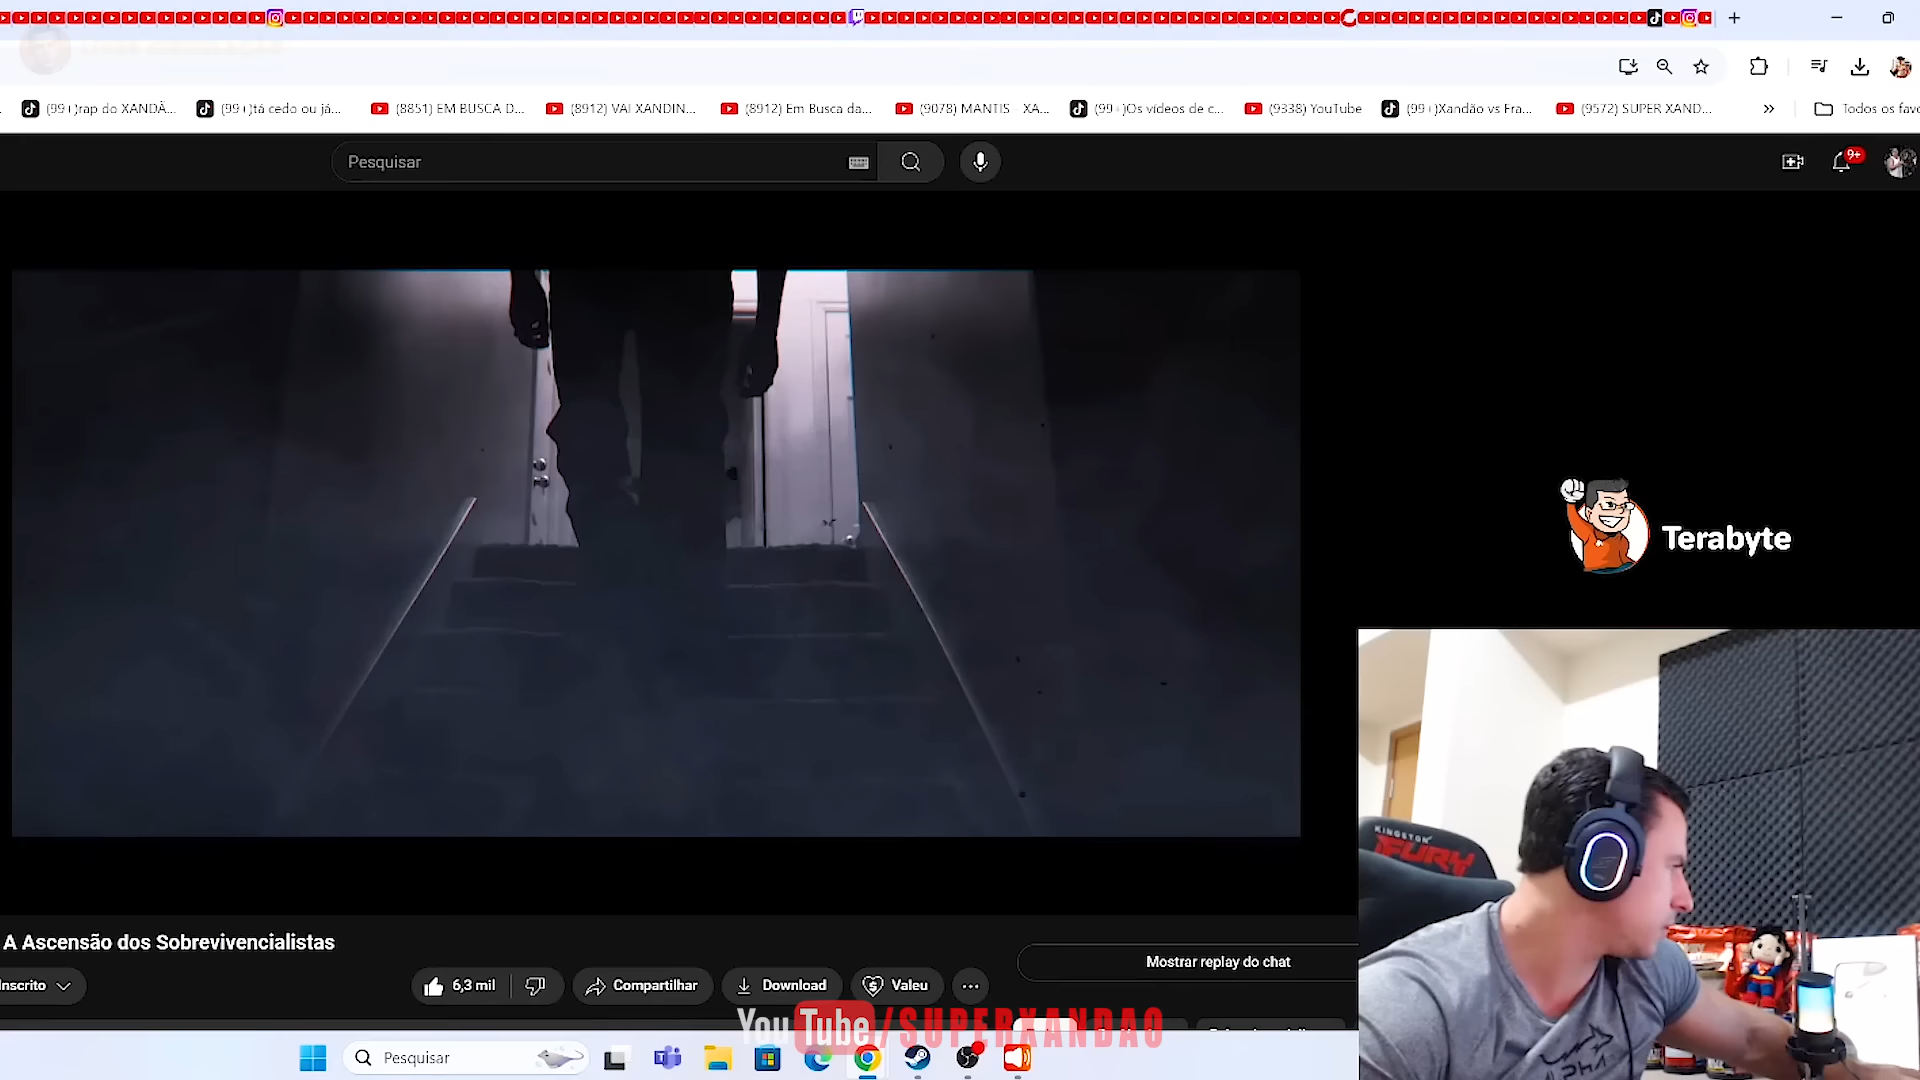 (99+)rap do XANDÃ...
(99+)tá cedo ou já...
(8851) EM BUSCA D...
(8912) VAI XANDIN...
(8912) Em Busca da...
(9078) MANTIS - XA...
(99+)Os vídeos de c...
(9338) YouTube
(99+)Xandão vs Fra...
(9572) SUPER XAND...
Todos os favo
Pesquisar
9+
Terabyte
KINGSTON
FURY
A Ascensão dos Sobrevivencialistas
Mostrar replay do chat
Inscrito
6,3 mil
Compartilhar
Download
Valeu
YouTube/SUPERXANDAO
Pesquisar